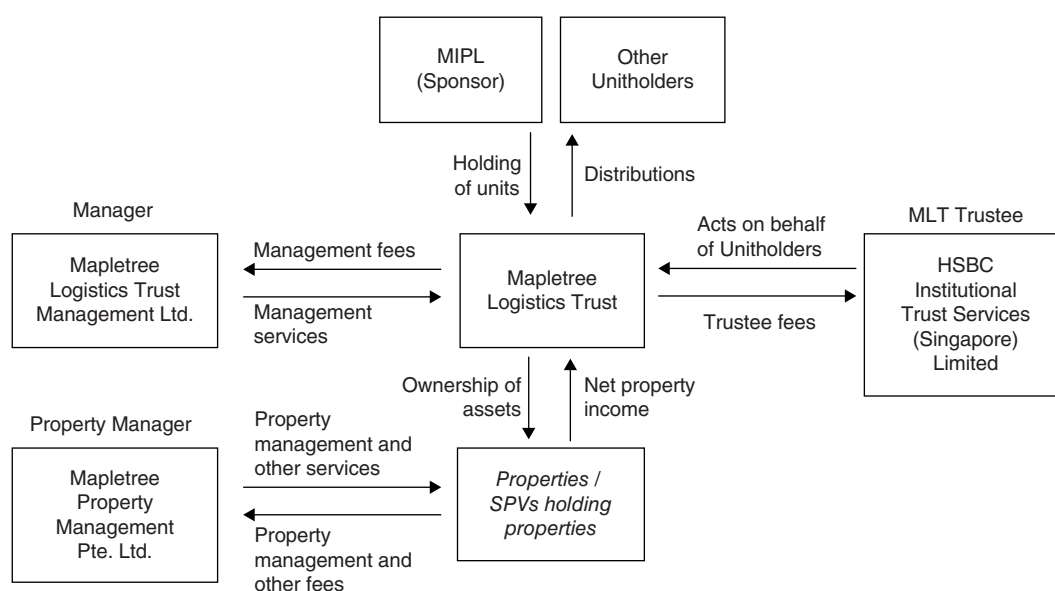 MIPL
(Sponsor)
Other
Unitholders
Holding
of units
Distributions
Manager
Mapletree
Logistics Trust
Management Ltd.
Management fees
Management
services
Mapletree
Logistics Trust
Acts on behalf
of Unitholders
Trustee fees
MLT Trustee
HSBC
Institutional
Trust Services
(Singapore)
Limited
Ownership of
assets
Net property
income
Property Manager
Mapletree
Property
Management
Pte. Ltd.
Property
management and
other services
Property
management and
other fees
Properties /
SPVs holding
properties